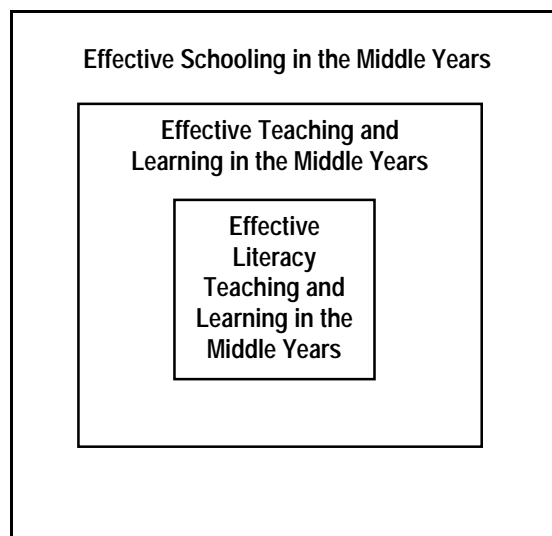 Effective Schooling in the Middle Years
Effective Teaching and
Learning in the Middle Years
Effective
Literacy
Teaching and
Learning in the
Middle Years